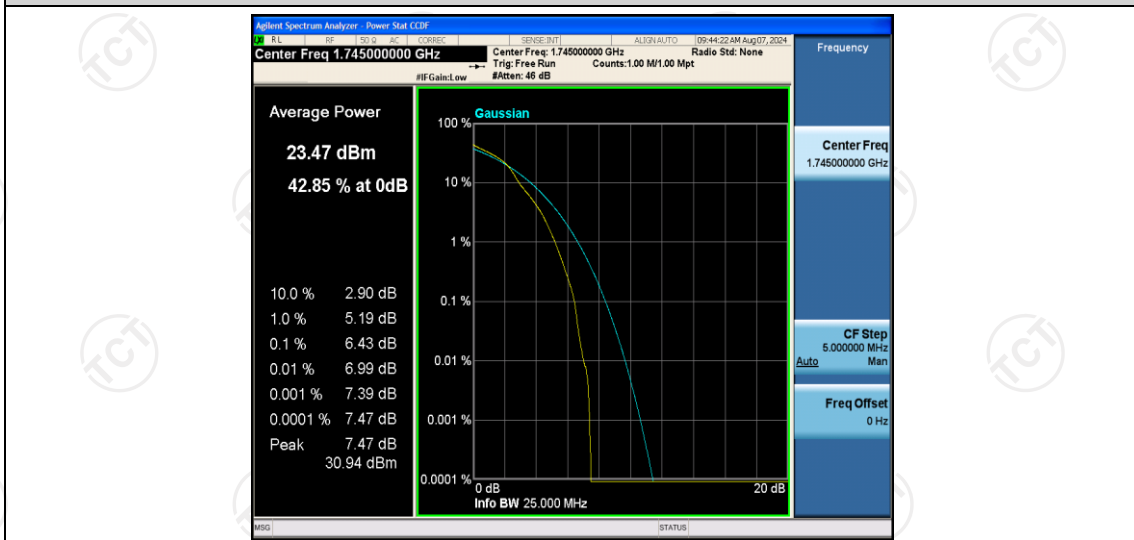 Agilent Spectrum Analyzer - Power Stat CCDF
RL RF 50 Ω AC CORREC SENSE:INT ALIGN AUTO 09:44:22 AM Aug 07, 2024
Center Freq 1.745000000 GHz
Center Freq: 1.745000000 GHz Radio Std: None
Trig: Free Run Counts:1.00 M/1.00 Mpt
#IFGain:Low #Atten: 46 dB
Frequency
Average Power
23.47 dBm
42.85 % at 0dB
10.0 % 2.90 dB
1.0 % 5.19 dB
0.1 % 6.43 dB
0.01 % 6.99 dB
0.001 % 7.39 dB
0.0001 % 7.47 dB
Peak 7.47 dB
30.94 dBm
Gaussian
100 %
10 %
1 %
0.1 %
0.01 %
0.001 %
0.0001 %
0 dB 20 dB
Info BW 25.000 MHz
Center Freq
1.745000000 GHz
CF Step
5.000000 MHz
Auto Man
Freq Offset
0 Hz
MSG STATUS
TCT
TCT
TCT
TCT